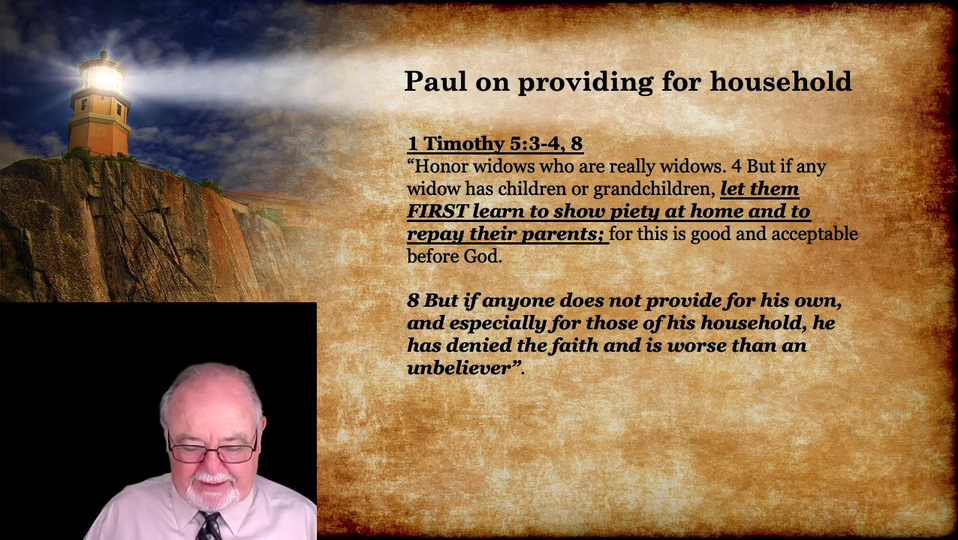 Paul on providing for household
1 Timothy 5:3-4, 8
“Honor widows who are really widows. 4 But if any
widow has children or grandchildren, let them
FIRST learn to show piety at home and to
repay their parents; for this is good and acceptable
before God.
8 But if anyone does not provide for his own,
and especially for those of his household, he
has denied the faith and is worse than an
unbeliever”.